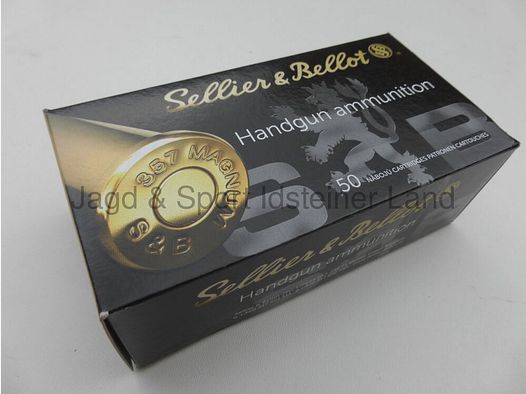 Sellier & Bellot
S&B
Handgun ammunition
S&B
50 NÁBOJŮ CARTRIDGES PATRONEN CARTOUCHES
357 MAGNUM
S & B
Jagd & Sport Idsteiner Land
Sellier & Bellot
Handgun ammunition